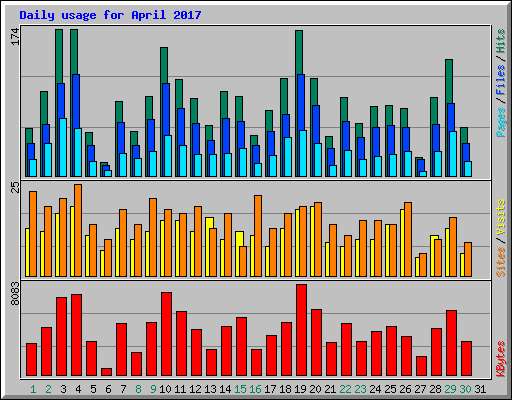 Daily usage for April 2017
174
Pages / Files / Hits
25
Sites / Visits
8083
KBytes
1 2 3 4 5 6 7 8 9 10 11 12 13 14 15 16 17 18 19 20 21 22 23 24 25 26 27 28 29 30 31